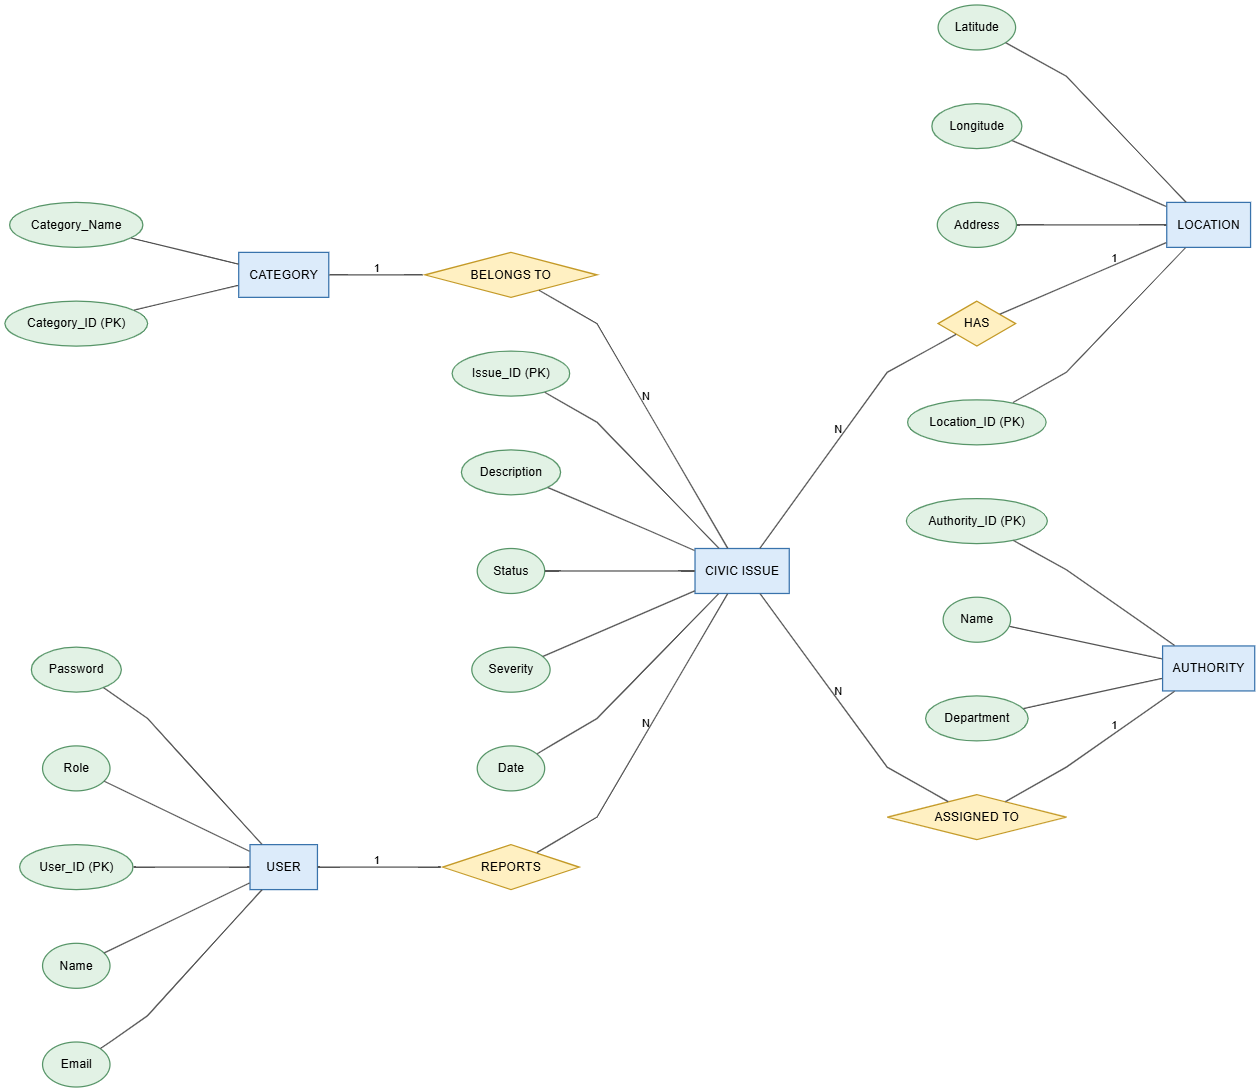 Latitude
Longitude
Category_Name
Address
LOCATION
1
CATEGORY
1
BELONGS TO
Category_ID (PK)
HAS
Issue_ID (PK)
N
Location_ID (PK)
N
Description
Authority_ID (PK)
Status
CIVIC ISSUE
Name
Password
Severity
AUTHORITY
N
Department
N
1
Role
Date
ASSIGNED TO
User_ID (PK)
USER
1
REPORTS
Name
Email